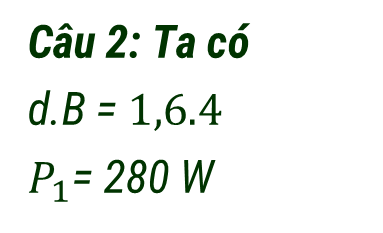 Câu 2: Ta có
d.B = 1,6.4
P₁= 280 W